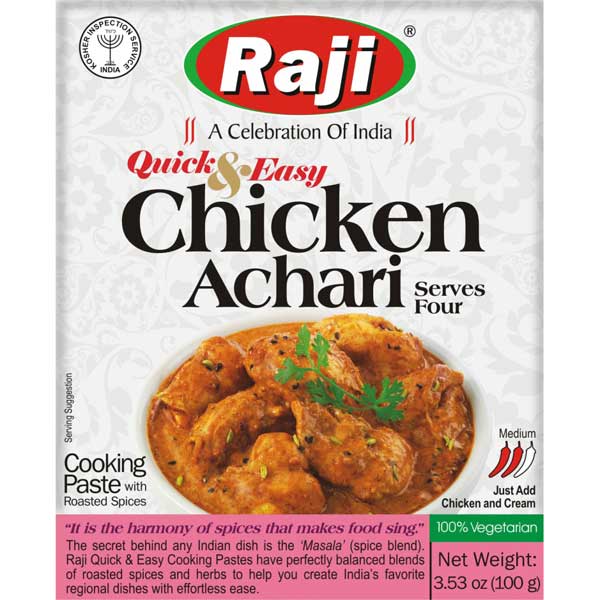 KOSHER INSPECTION SERVICE
INDIA
Raji®
A Celebration Of India
Quick & Easy
Chicken
Achari
Serves
Four
Serving Suggestion
Cooking
Paste with
Roasted Spices
Medium
Just Add
Chicken and Cream
"It is the harmony of spices that makes food sing."
100% Vegetarian
The secret behind any Indian dish is the 'Masala' (spice blend).
Raji Quick & Easy Cooking Pastes have perfectly balanced blends
of roasted spices and herbs to help you create India's favorite
regional dishes with effortless ease.
Net Weight:
3.53 oz (100 g)